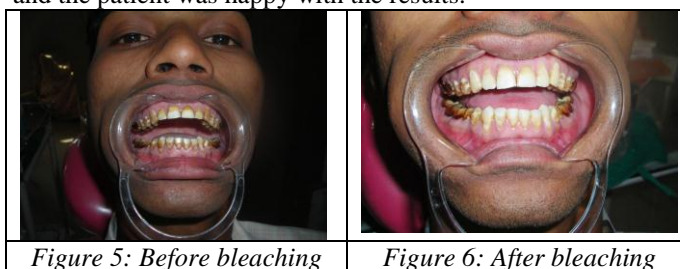 and the patient was happy with the results.
Figure 5: Before bleaching
Figure 6: After bleaching